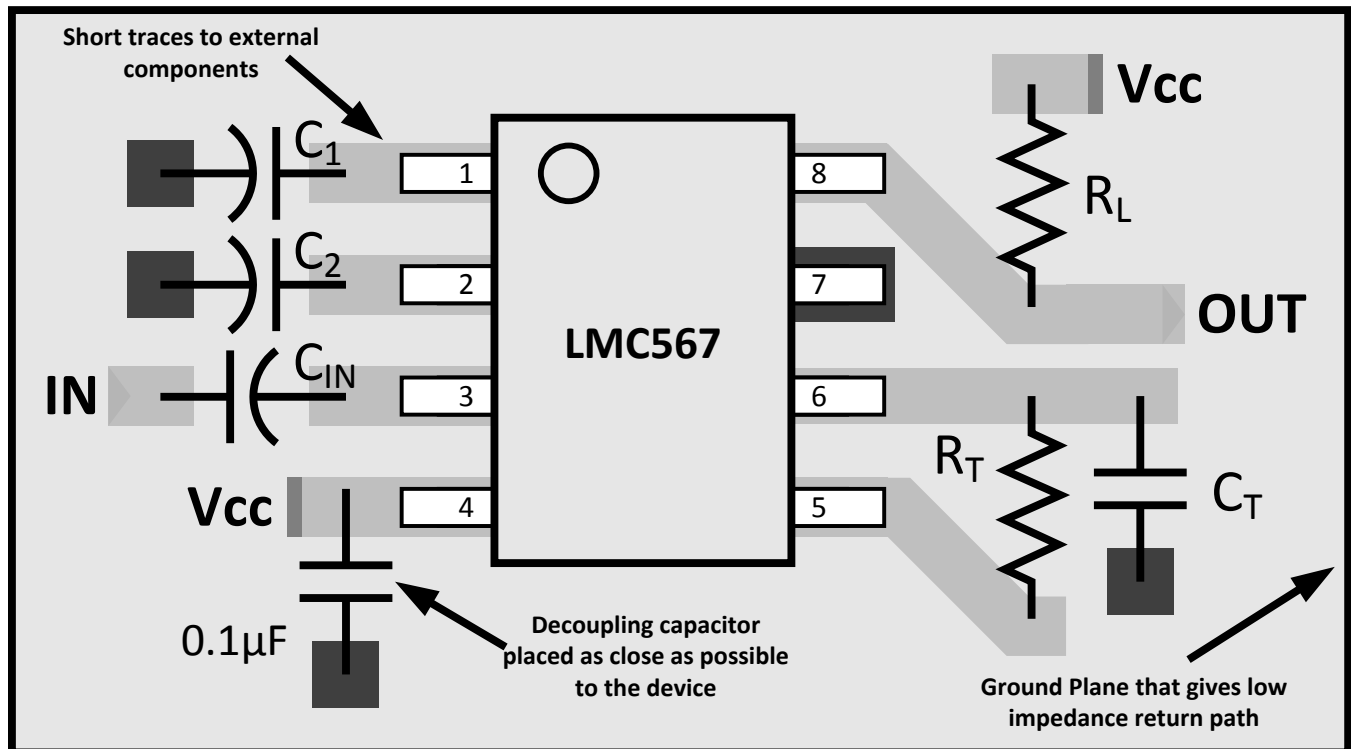 Short traces to external
components
Vcc
C1
1
8
RL
C2
2
7
OUT
LMC567
IN
CIN
3
6
RT
CT
Vcc
4
5
0.1µF
Decoupling capacitor
placed as close as possible
to the device
Ground Plane that gives low
impedance return path